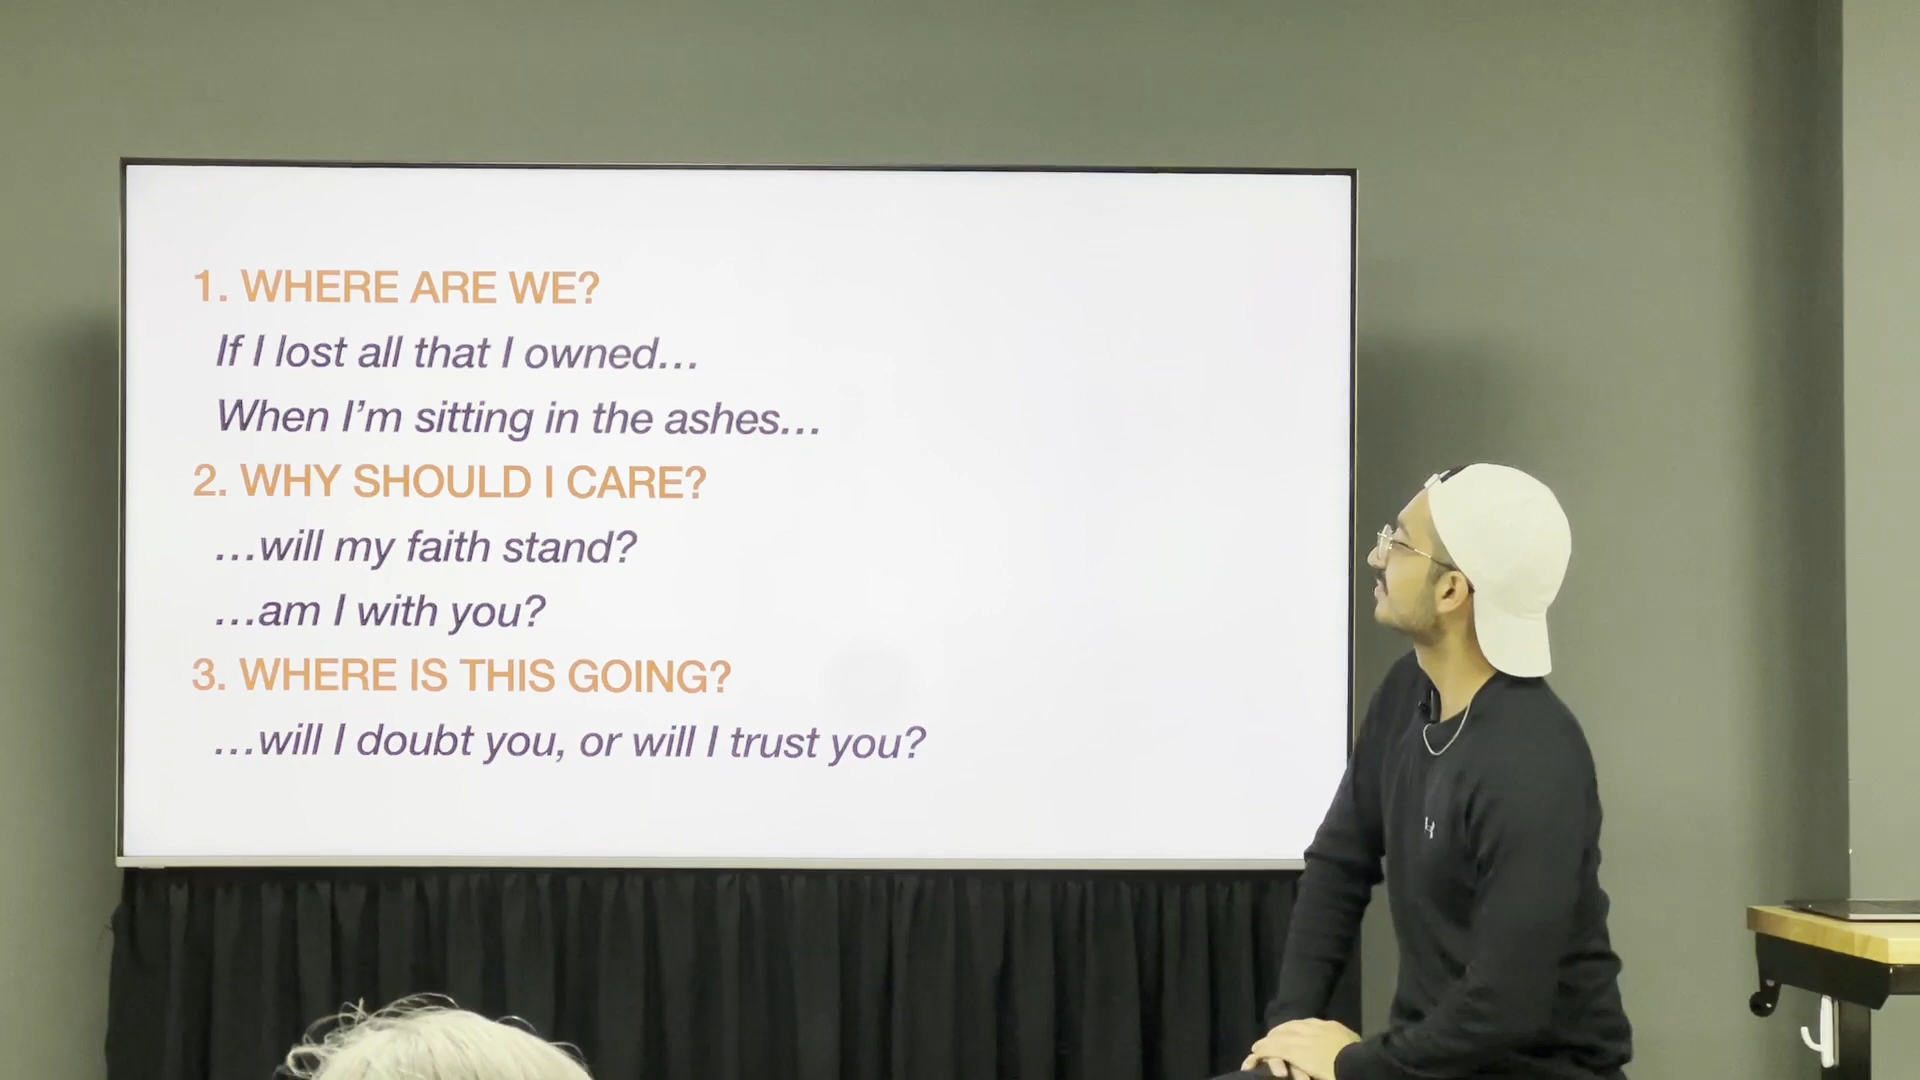 1. WHERE ARE WE?
If I lost all that I owned…
When I’m sitting in the ashes…
2. WHY SHOULD I CARE?
…will my faith stand?
…am I with you?
3. WHERE IS THIS GOING?
…will I doubt you, or will I trust you?